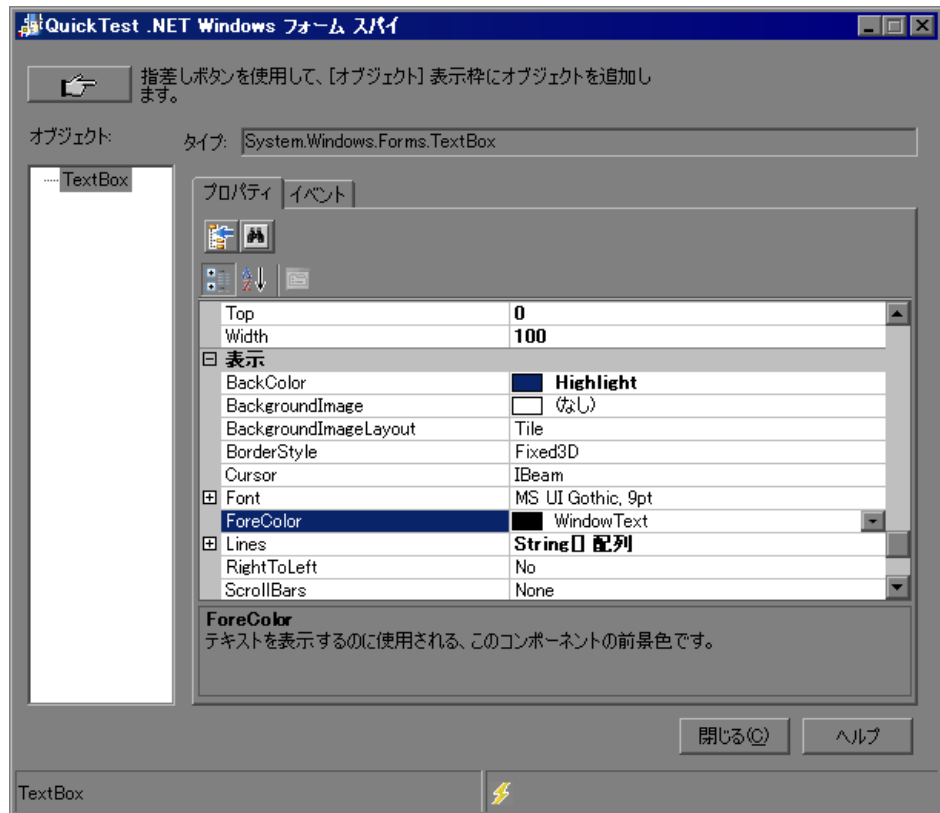 QuickTest .NET Windows フォーム スパイ
指差しボタンを使用して、[オブジェクト] 表示枠にオブジェクトを追加し
ます。
オブジェクト:
タイプ: System.Windows.Forms.TextBox
TextBox
プロパティ イベント
Top 0
Width 100
表示
BackColor Highlight
BackgroundImage (なし)
BackgroundImageLayout Tile
BorderStyle Fixed3D
Cursor IBeam
Font MS UI Gothic, 9pt
ForeColor WindowText
Lines String[] 配列
RightToLeft No
ScrollBars None
ForeColor
テキストを表示するのに使用される、このコンポーネントの前景色です。
閉じる(C) ヘルプ
TextBox